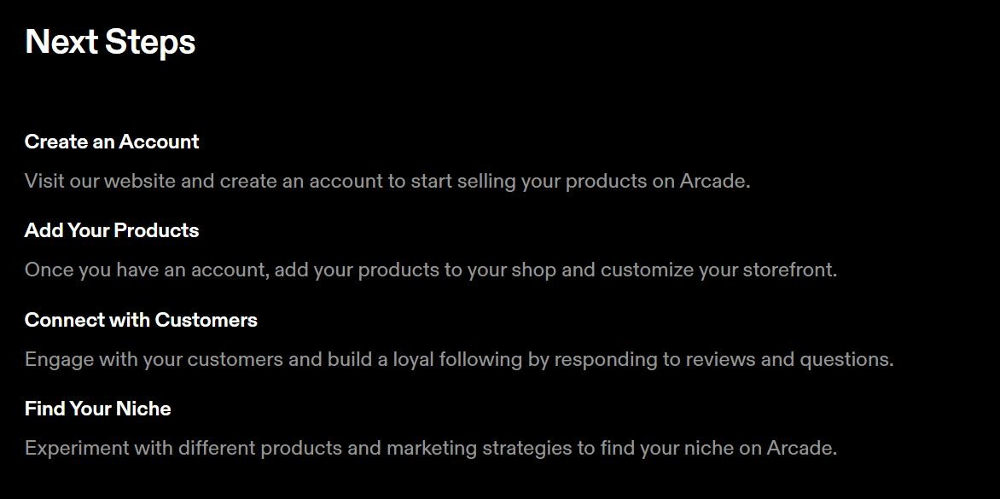 Next Steps
Create an Account
Visit our website and create an account to start selling your products on Arcade.
Add Your Products
Once you have an account, add your products to your shop and customize your storefront.
Connect with Customers
Engage with your customers and build a loyal following by responding to reviews and questions.
Find Your Niche
Experiment with different products and marketing strategies to find your niche on Arcade.